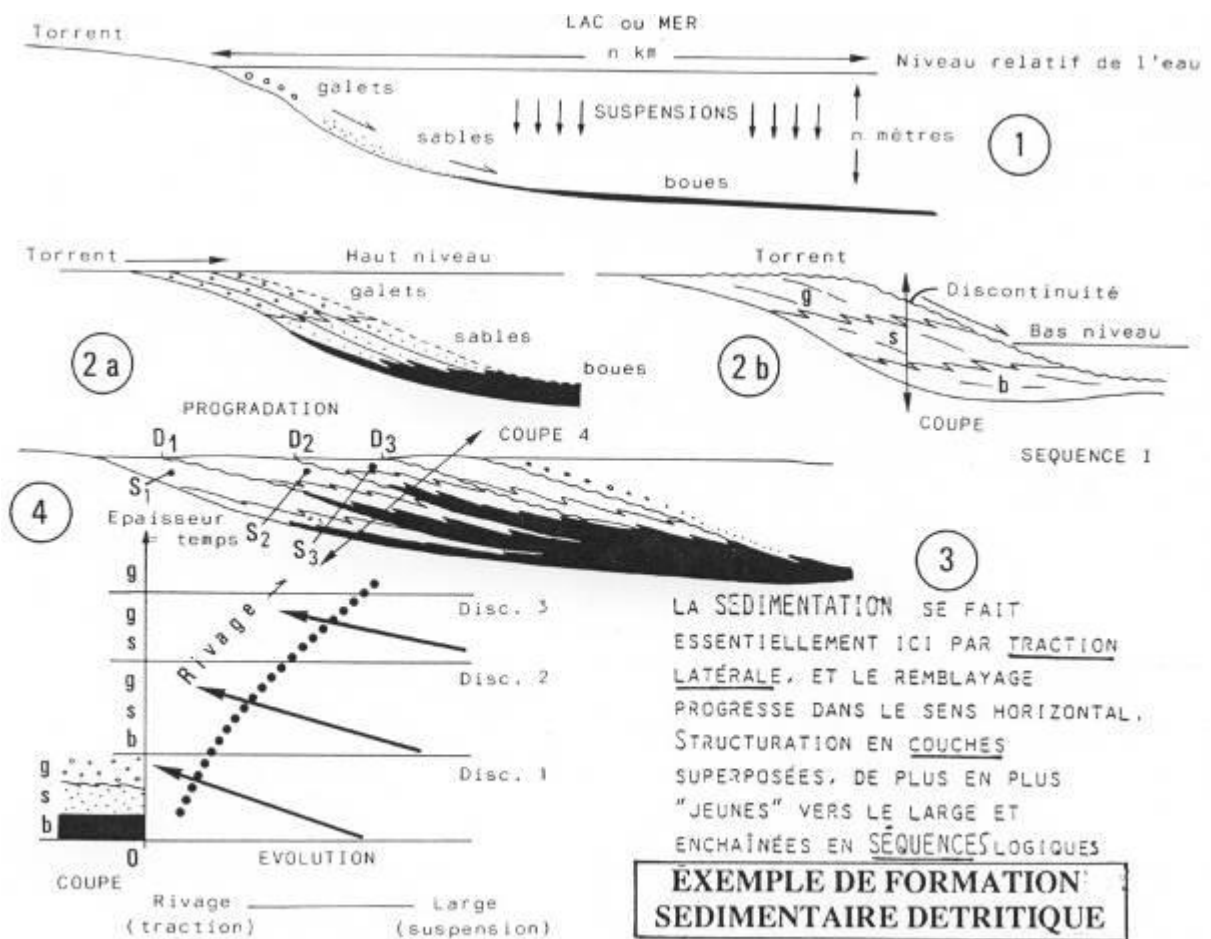 LAC ou MER
Torrent
n km
Niveau relatif de l'eau
galets
SUSPENSIONS
sables
n mètres
1
boues
Torrent
Haut niveau
galets
sables
boues
2a
Torrent
g
Discontinuité
s
Bas niveau
2b
b
COUPE
SEQUENCE I
PROGRADATION
D1
D2
D3
COUPE 4
S1
S2
S3
3
4
Epaisseur
= temps
g
g
s
g
s
b
g
s
b
0
Rivage
Disc. 3
Disc. 2
Disc. 1
EVOLUTION
COUPE
Rivage
Large
(traction)
(suspension)
LA SEDIMENTATION SE FAIT
ESSENTIELLEMENT ICI PAR TRACTION
LATÉRALE, ET LE REMBLAYAGE
PROGRESSE DANS LE SENS HORIZONTAL.
STRUCTURATION EN COUCHES
SUPERPOSÉES, DE PLUS EN PLUS
"JEUNES" VERS LE LARGE ET
ENCHAÎNÉES EN SÉQUENCES LOGIQUES
EXEMPLE DE FORMATION
SEDIMENTAIRE DETRITIQUE